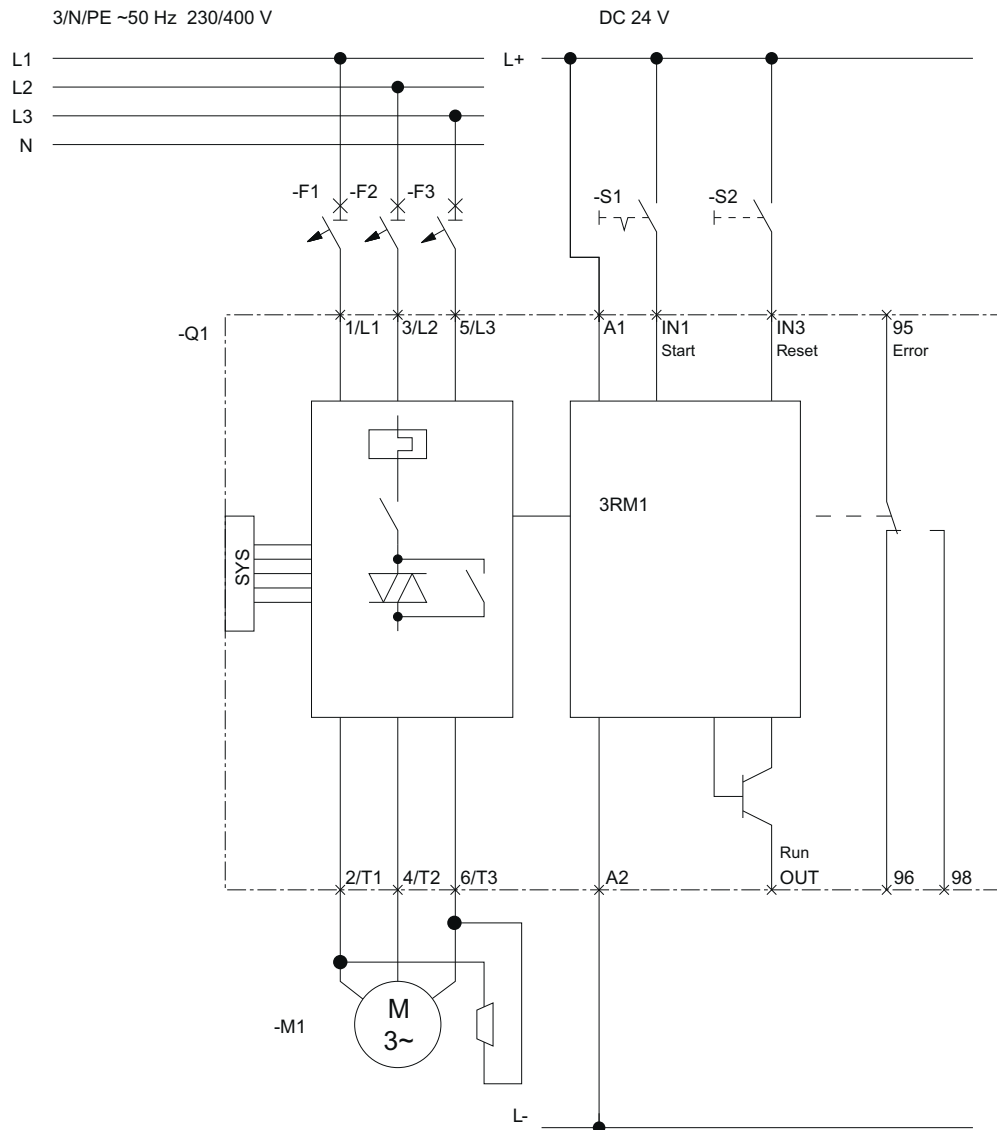 3/N/PE ~50 Hz 230/400 V
DC 24 V
L1
L2
L3
N
L+
-F1
-F2
-F3
-S1
-S2
-Q1
1/L1
3/L2
5/L3
A1
IN1
Start
IN3
Reset
95
Error
3RM1
SYS
Run
2/T1
4/T2
6/T3
A2
OUT
96
98
-M1
M
3~
L-